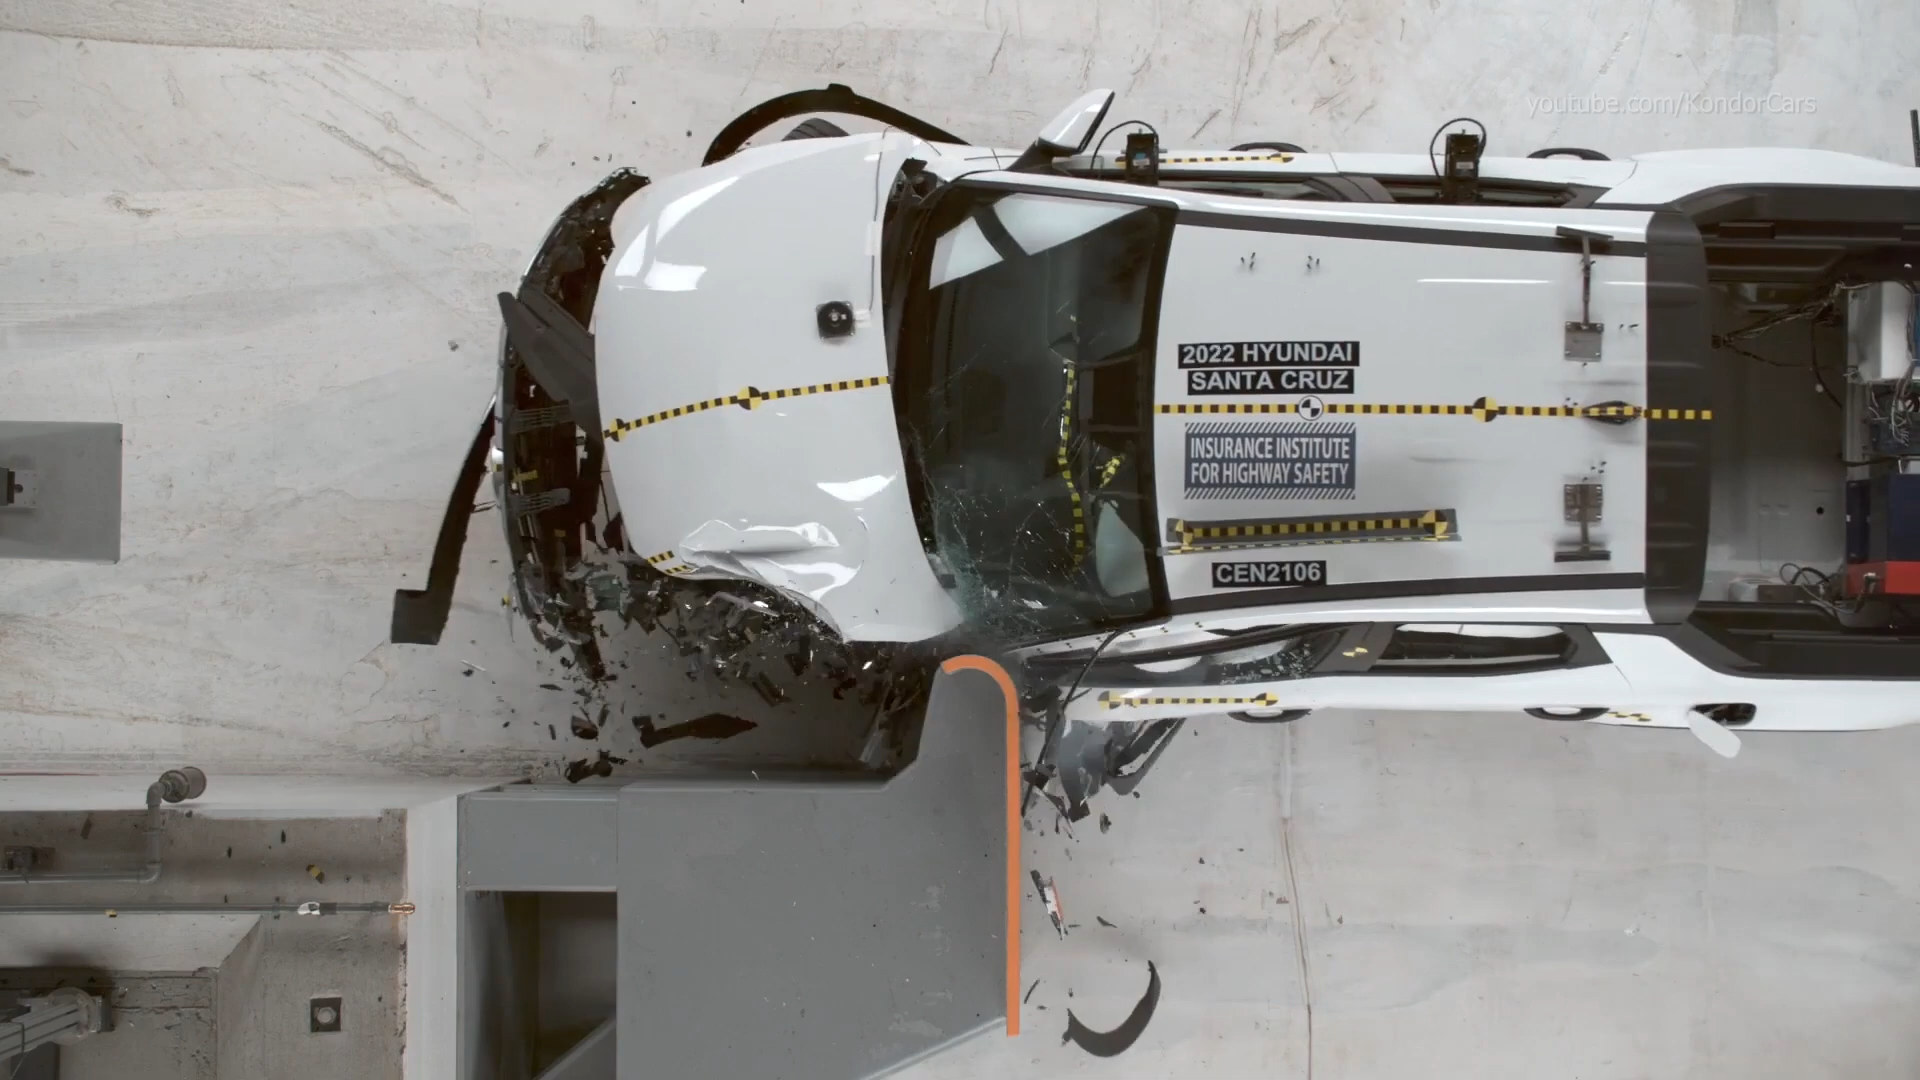 youtube.com/KondorCars
2022 HYUNDAI
SANTA CRUZ
INSURANCE INSTITUTE
FOR HIGHWAY SAFETY
CEN2106